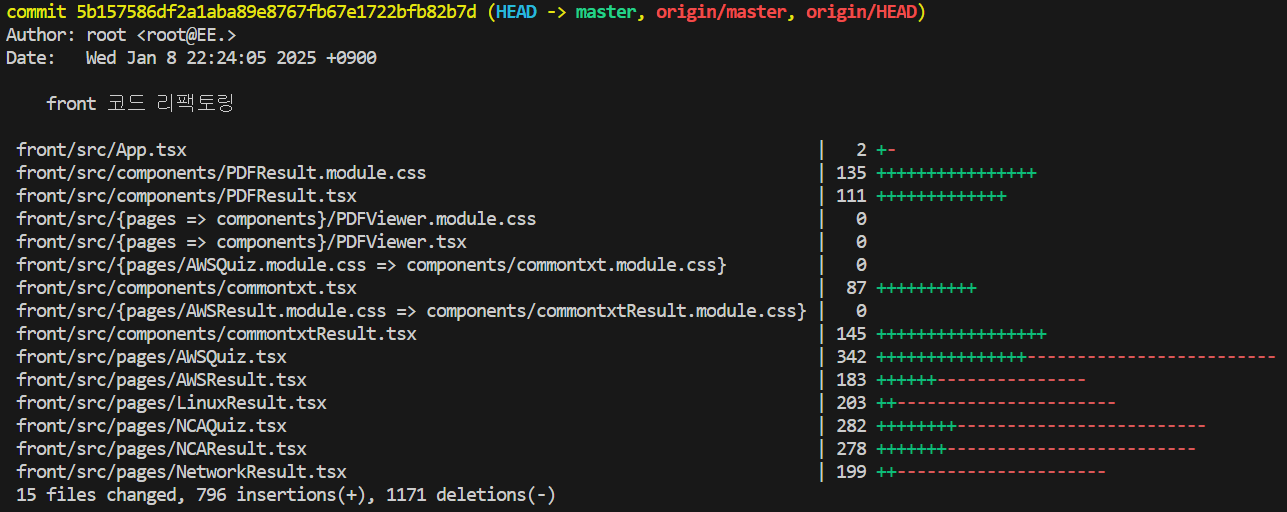 commit 5b157586df2a1aba89e8767fb67e1722bfb82b7d (HEAD -> master, origin/master, origin/HEAD)
Author: root <root@EE.>
Date:   Wed Jan 8 22:24:05 2025 +0900
front 코드 리팩토링
front/src/App.tsx | 2 +-
front/src/components/PDFResult.module.css | 135 ++++++++++++++++
front/src/components/PDFResult.tsx | 111 +++++++++++++
front/src/{pages => components}/PDFViewer.module.css | 0
front/src/{pages => components}/PDFViewer.tsx | 0
front/src/{pages/AWSQuiz.module.css => components/commontxt.module.css} | 0
front/src/components/commontxt.tsx | 87 ++++++++++
front/src/{pages/AWSResult.module.css => components/commontxtResult.module.css} | 0
front/src/components/commontxtResult.tsx | 145 +++++++++++++++++
front/src/pages/AWSQuiz.tsx | 342 +++++++++++++++-------------------------
front/src/pages/AWSResult.tsx | 183 ++++++---------------
front/src/pages/LinuxResult.tsx | 203 ++----------------------
front/src/pages/NCAQuiz.tsx | 282 ++++++++-------------------------
front/src/pages/NCAResult.tsx | 278 +++++++-------------------------
front/src/pages/NetworkResult.tsx | 199 ++---------------------
15 files changed, 796 insertions(+), 1171 deletions(-)